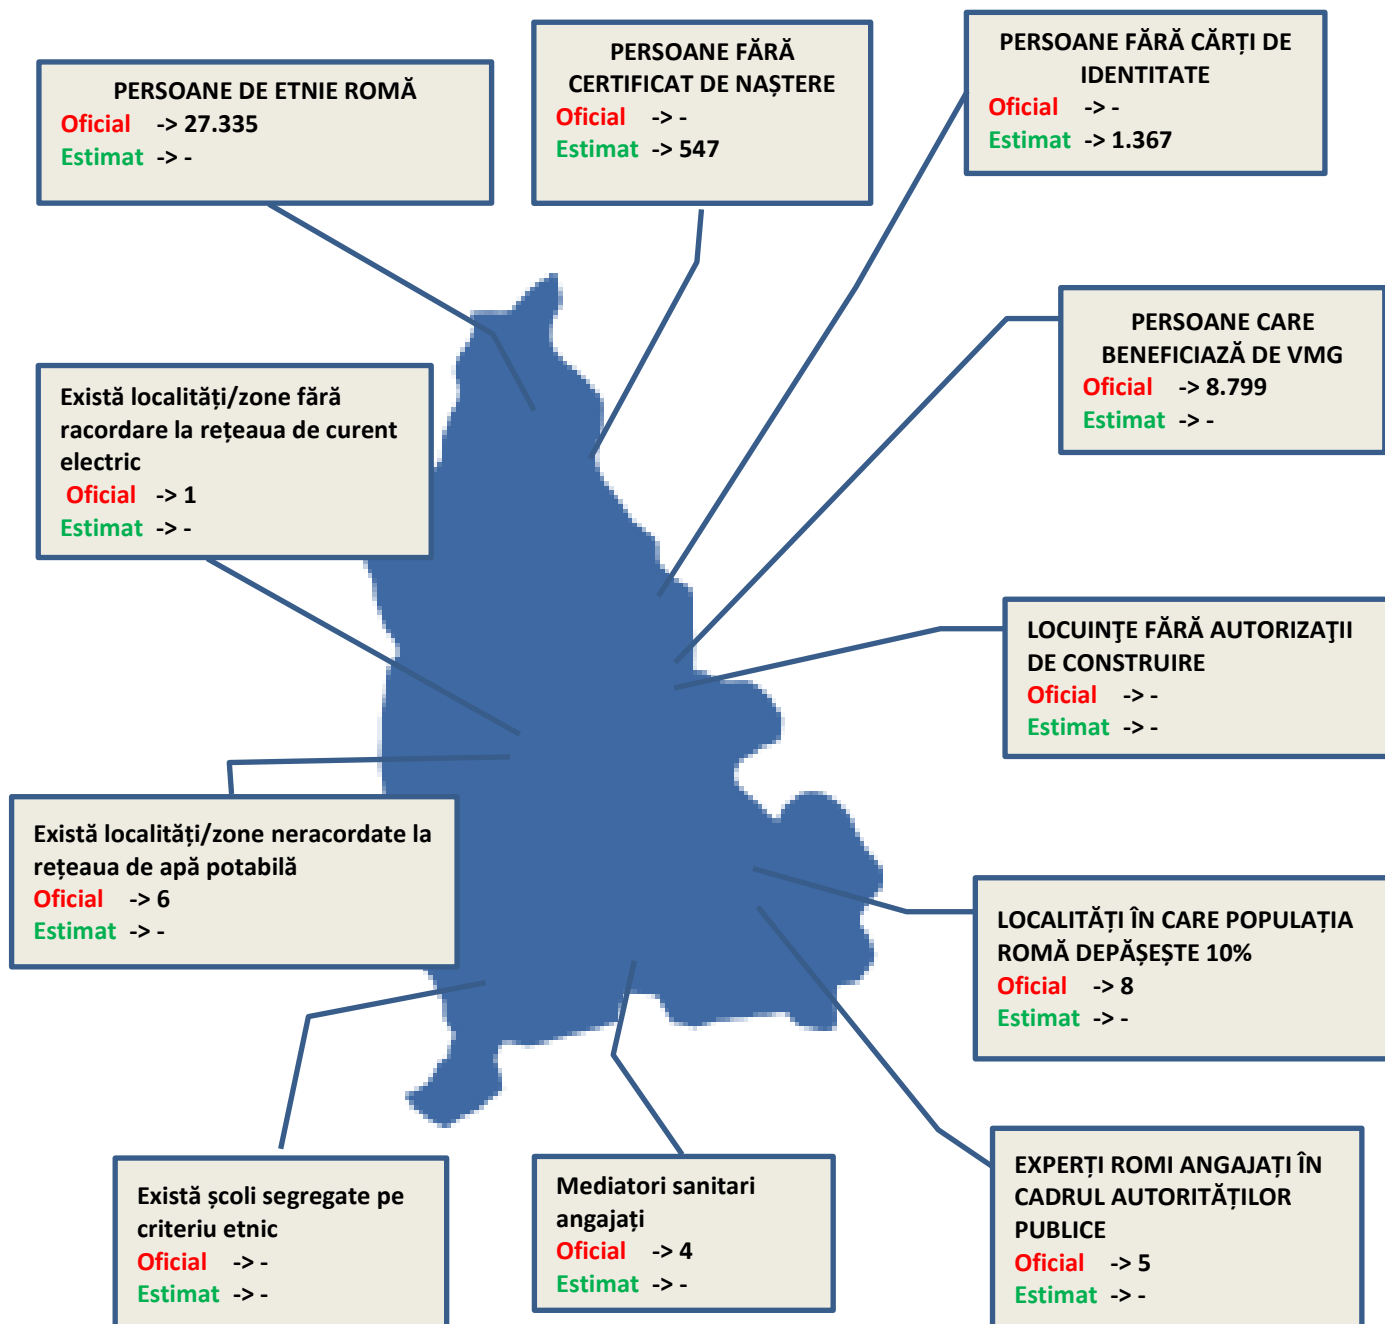 PERSOANE DE ETNIE ROMĂ
Oficial -> 27.335
Estimat -> -
PERSOANE FĂRĂ
CERTIFICAT DE NAȘTERE
Oficial -> -
Estimat -> 547
PERSOANE FĂRĂ CĂRȚI DE
IDENTITATE
Oficial -> -
Estimat -> 1.367
PERSOANE CARE
BENEFICIAZĂ DE VMG
Oficial -> 8.799
Estimat -> -
Există localități/zone fără
racordare la rețeaua de curent
electric
Oficial -> 1
Estimat -> -
LOCUINŢE FĂRĂ AUTORIZAŢII
DE CONSTRUIRE
Oficial -> -
Estimat -> -
Există localități/zone neracordate la
rețeaua de apă potabilă
Oficial -> 6
Estimat -> -
LOCALITĂȚI ÎN CARE POPULAȚIA
ROMĂ DEPĂȘEȘTE 10%
Oficial -> 8
Estimat -> -
Există școli segregate pe
criteriu etnic
Oficial -> -
Estimat -> -
Mediatori sanitari
angajați
Oficial -> 4
Estimat -> -
EXPERȚI ROMI ANGAJAȚI ÎN
CADRUL AUTORITĂȚILOR
PUBLICE
Oficial -> 5
Estimat -> -